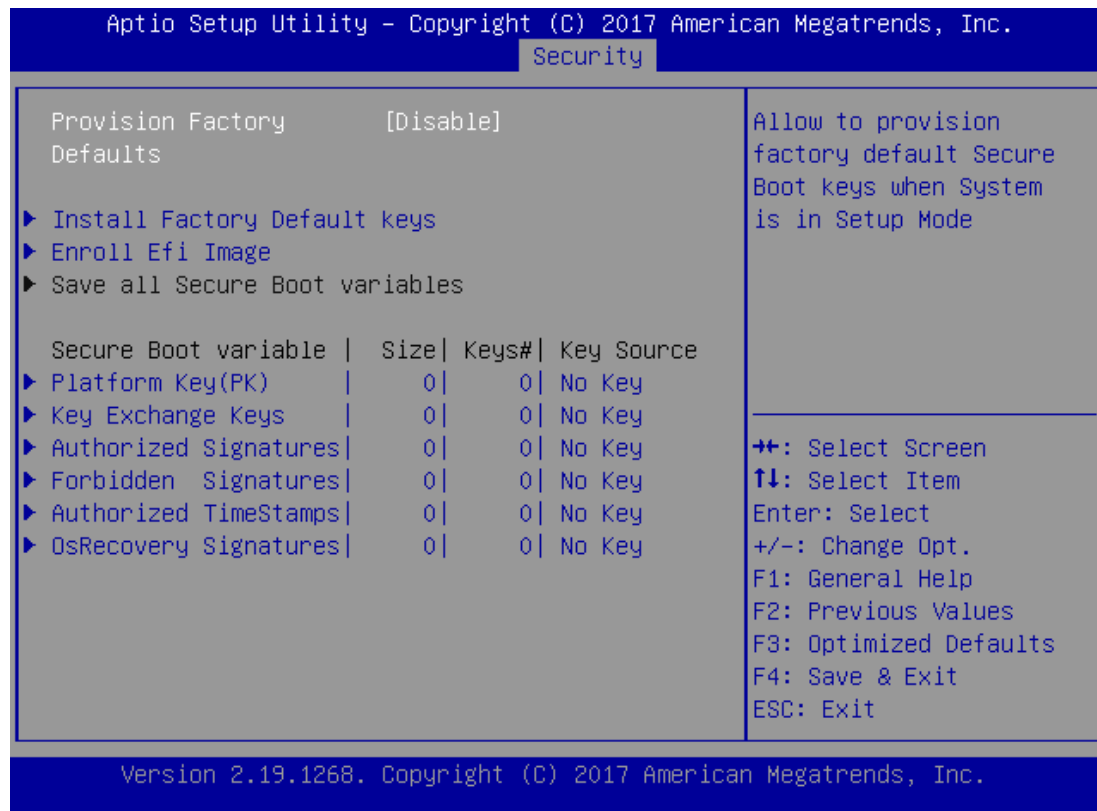 Aptio Setup Utility – Copyright (C) 2017 American Megatrends, Inc.
Security
Provision Factory [Disable]
Defaults
Install Factory Default keys
Enroll Efi Image
Save all Secure Boot variables
Secure Boot variable | Size| Keys#| Key Source
Platform Key(PK) | 0| 0| No Key
Key Exchange Keys | 0| 0| No Key
Authorized Signatures| 0| 0| No Key
Forbidden Signatures| 0| 0| No Key
Authorized TimeStamps| 0| 0| No Key
OsRecovery Signatures| 0| 0| No Key
Allow to provision
factory default Secure
Boot keys when System
is in Setup Mode
→←: Select Screen
↑↓: Select Item
Enter: Select
+/-: Change Opt.
F1: General Help
F2: Previous Values
F3: Optimized Defaults
F4: Save & Exit
ESC: Exit
Version 2.19.1268. Copyright (C) 2017 American Megatrends, Inc.